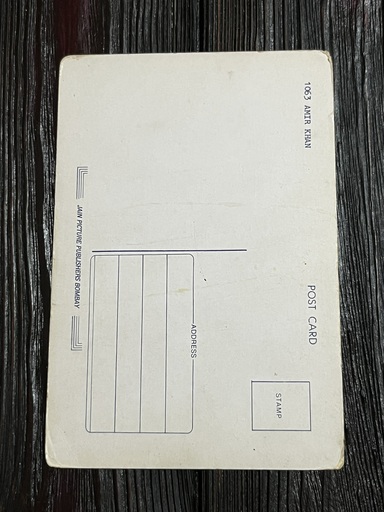 1063 AMIR KHAN
POST CARD
STAMP
ADDRESS
JAIN PICTURE PUBLISHERS BOMBAY